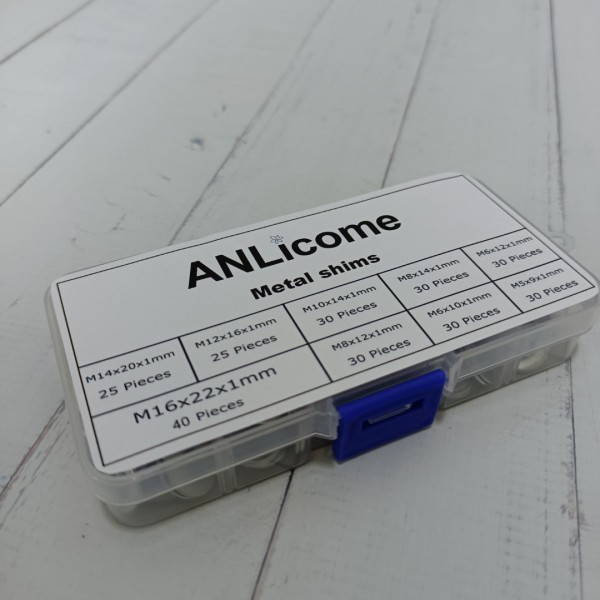 ANLicome
Metal shims
M14x20x1mm
25 Pieces
M12x16x1mm
25 Pieces
M10x14x1mm
30 Pieces
M8x14x1mm
30 Pieces
M6x12x1mm
30 Pieces
M16x22x1mm
40 Pieces
M8x12x1mm
30 Pieces
M6x10x1mm
30 Pieces
M5x9x1mm
30 Pieces